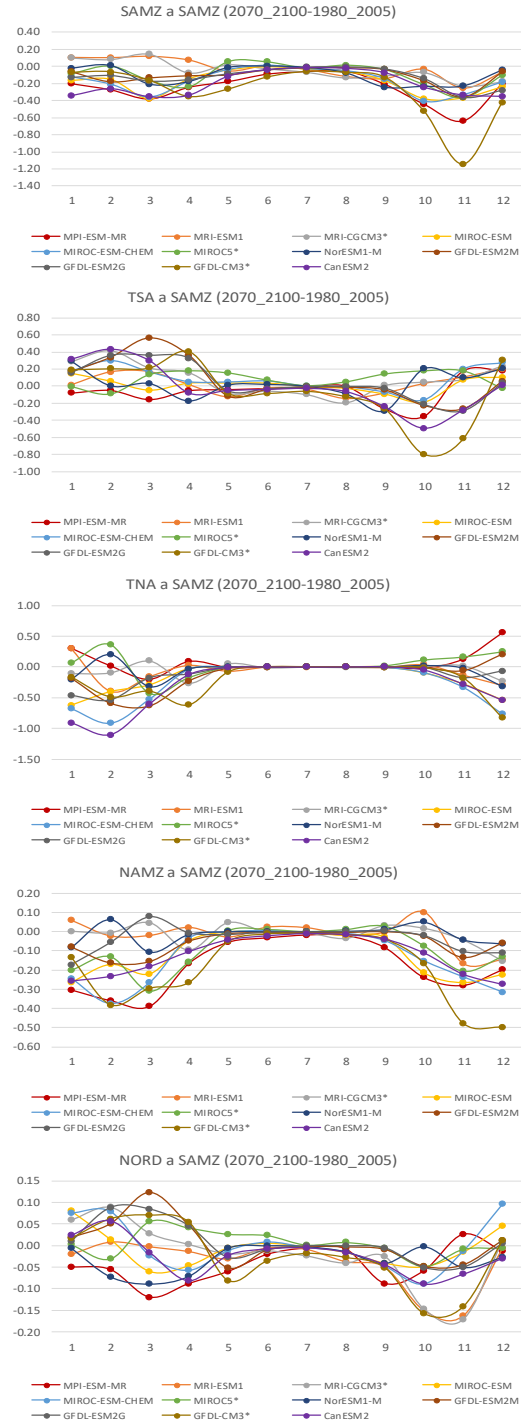 SAMZ a SAMZ (2070_2100-1980_2005)
0.40
0.20
0.00
-0.20
-0.40
-0.60
-0.80
-1.00
-1.20
-1.40
1 2 3 4 5 6 7 8 9 10 11 12
MPI-ESM-MR MRI-ESM1 MRI-CGCM3* MIROC-ESM
MIROC-ESM-CHEM MIROC5* NorESM1-M GFDL-ESM2M
GFDL-ESM2G GFDL-CM3* CanESM2
TSA a SAMZ (2070_2100-1980_2005)
0.80
0.60
0.40
0.20
0.00
-0.20
-0.40
-0.60
-0.80
-1.00
1 2 3 4 5 6 7 8 9 10 11 12
MPI-ESM-MR MRI-ESM1 MRI-CGCM3* MIROC-ESM
MIROC-ESM-CHEM MIROC5* NorESM1-M GFDL-ESM2M
GFDL-ESM2G GFDL-CM3* CanESM2
TNA a SAMZ (2070_2100-1980_2005)
1.00
0.50
0.00
-0.50
-1.00
-1.50
1 2 3 4 5 6 7 8 9 10 11 12
MPI-ESM-MR MRI-ESM1 MRI-CGCM3* MIROC-ESM
MIROC-ESM-CHEM MIROC5* NorESM1-M GFDL-ESM2M
GFDL-ESM2G GFDL-CM3* CanESM2
NAMZ a SAMZ (2070_2100-1980_2005)
0.20
0.10
0.00
-0.10
-0.20
-0.30
-0.40
-0.50
-0.60
1 2 3 4 5 6 7 8 9 10 11 12
MPI-ESM-MR MRI-ESM1 MRI-CGCM3* MIROC-ESM
MIROC-ESM-CHEM MIROC5* NorESM1-M GFDL-ESM2M
GFDL-ESM2G GFDL-CM3* CanESM2
NORD a SAMZ (2070_2100-1980_2005)
0.15
0.10
0.05
0.00
-0.05
-0.10
-0.15
-0.20
1 2 3 4 5 6 7 8 9 10 11 12
MPI-ESM-MR MRI-ESM1 MRI-CGCM3* MIROC-ESM
MIROC-ESM-CHEM MIROC5* NorESM1-M GFDL-ESM2M
GFDL-ESM2G GFDL-CM3* CanESM2